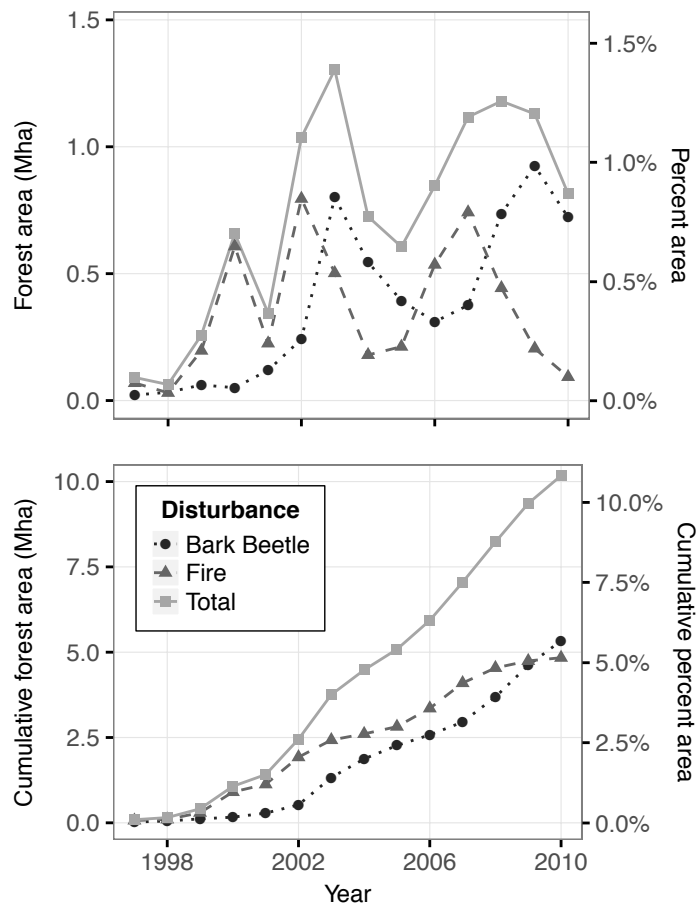 Forest area (Mha)
1.5
1.0
0.5
0.0
Percent area
1.5%
1.0%
0.5%
0.0%
Cumulative forest area (Mha)
10.0
7.5
5.0
2.5
0.0
Disturbance
Bark Beetle
Fire
Total
Cumulative percent area
10.0%
7.5%
5.0%
2.5%
0.0%
1998 2002 2006 2010
Year